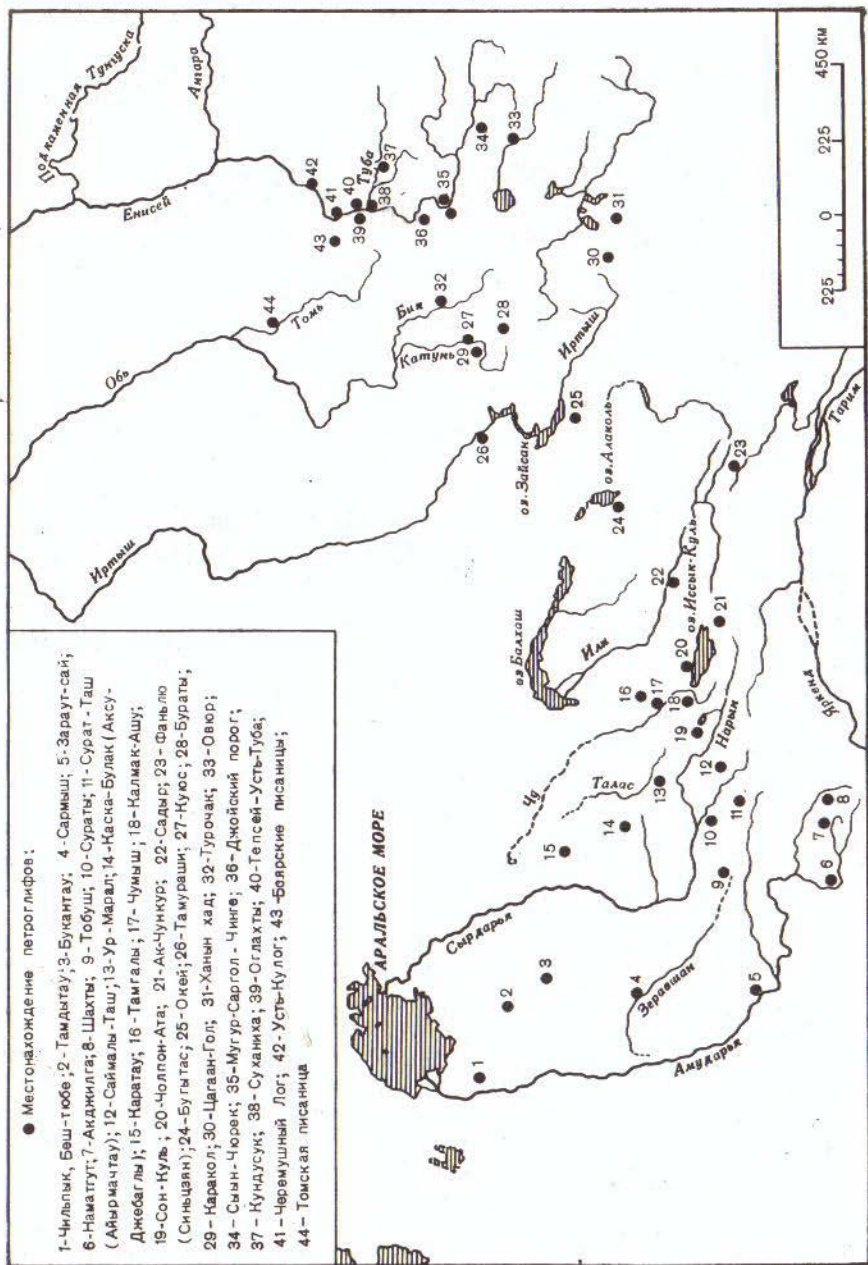 ● Местонахождение петроглифов:
1-Чильпык, Беш-тюбе; 2-Тамдытау; 3-Букантау; 4-Сармыш; 5-Зараут-сай;
6-Наматгут; 7-Акджилга; 8-Шахты; 9-Тобуш; 10-Сураты; 11-Сурат-Таш
(Айырмачтау); 12-Саймалы-Таш; 13-Ур-Марал; 14-Каска-Булак (Аксу-
Джебаглы); 15-Каратау; 16-Тамгалы; 17-Чумыш; 18-Калмак-Ашу;
19-Сон-Куль; 20-Чолпон-Ата; 21-Ак-Чункур; 22-Садыр; 23-Фаньлю
(Синьцзян); 24-Бугытас; 25-Окей; 26-Тамураши; 27-Куюс; 28-Бураты;
29-Каракол; 30-Цагаан-Гол; 31-Ханын хад; 32-Турочак; 33-Овюр;
34-Сыын-Чюрек; 35-Мугур-Саргол-Чинге; 36-Джойский порог;
37-Кундусук; 38-Суханиха; 39-Оглахты; 40-Тепсей-Усть-Туба;
41-Черемушный Лог; 42-Усть-Кулог; 43-Боярские писаницы;
44-Томская писаница
Подкаменная Тунгуска
Ангара
Енисей
42
41
40
43
39
38
Туба
37
44
Томь
Обь
36
35
34
33
Бия
32
Катунь
27
29
28
30
31
Иртыш
Иртыш
26
оз. Зайсан
25
оз. Алаколь
24
23
оз. Балхаш
Или
22
оз. Иссык-Куль
20
21
16
17
18
19
Чу
Талас
13
Нарын
12
14
15
10
11
9
Тарим
Яркенд
7
8
6
АРАЛЬСКОЕ МОРЕ
Сырдарья
2
3
1
4
Зеравшан
5
Амударья
225 0 225 450 км